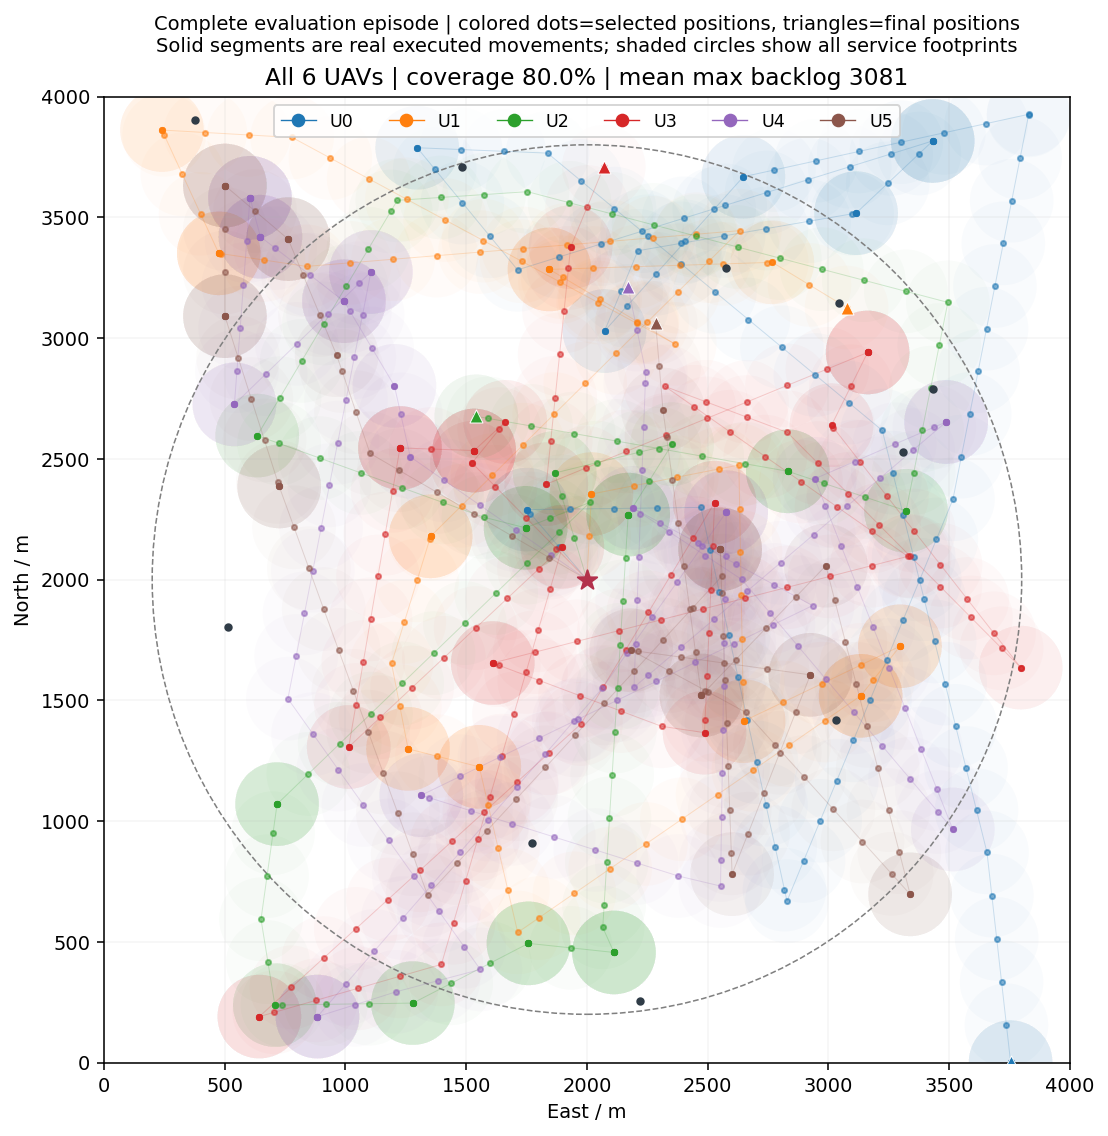 Complete evaluation episode | colored dots=selected positions, triangles=final positions
Solid segments are real executed movements; shaded circles show all service footprints
All 6 UAVs | coverage 80.0% | mean max backlog 3081
U0 U1 U2 U3 U4 U5
4000
3500
3000
2500
2000
1500
1000
500
0
North / m
0 500 1000 1500 2000 2500 3000 3500 4000
East / m